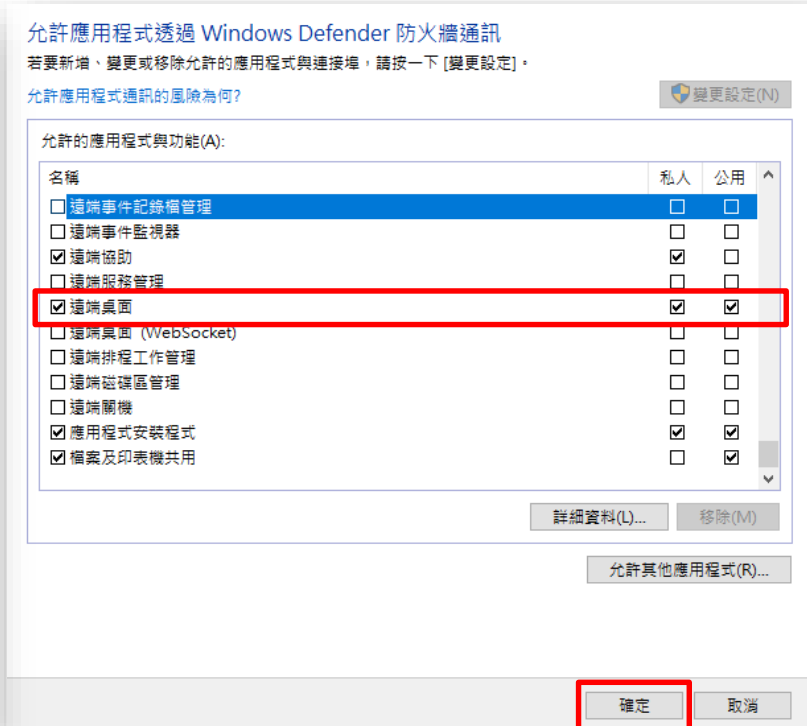 允許應用程式透過 Windows Defender 防火牆通訊
若要新增、變更或移除允許的應用程式與連接埠，請按一下 [變更設定]。
允許應用程式通訊的風險為何?
變更設定(N)
允許的應用程式與功能(A):
名稱 私人 公用
遠端事件記錄檔管理
遠端事件監視器
遠端協助
遠端服務管理
遠端桌面
遠端桌面 (WebSocket)
遠端排程工作管理
遠端磁碟區管理
遠端關機
應用程式安裝程式
檔案及印表機共用
詳細資料(L)... 移除(M)
允許其他應用程式(R)...
確定 取消